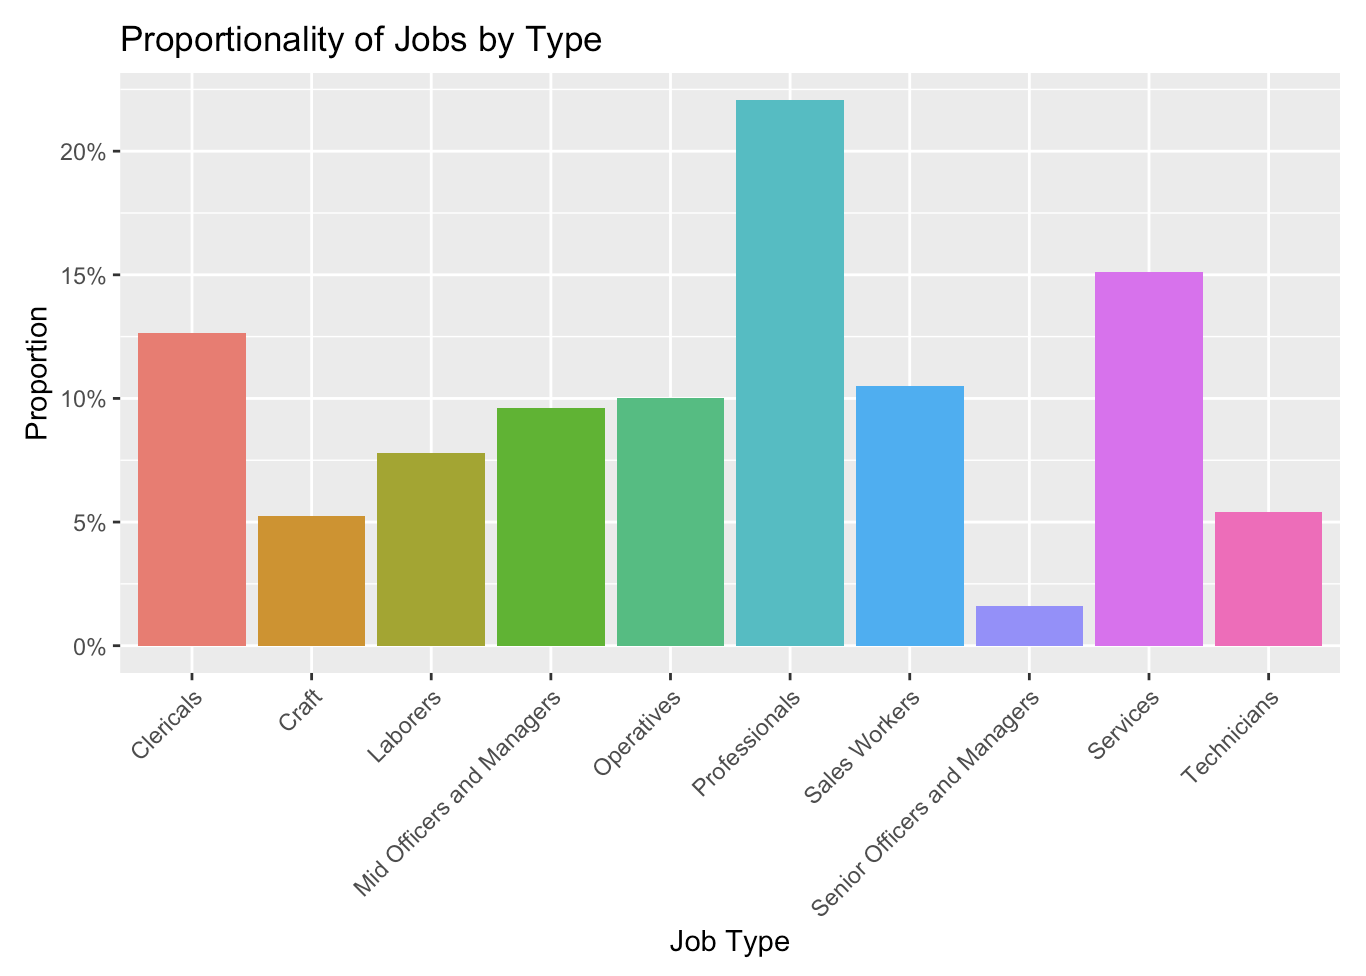 Proportionality of Jobs by Type
Proportion
20%
15%
10%
5%
0%
Clericals
Craft
Laborers
Mid Officers and Managers
Operatives
Professionals
Sales Workers
Senior Officers and Managers
Services
Technicians
Job Type